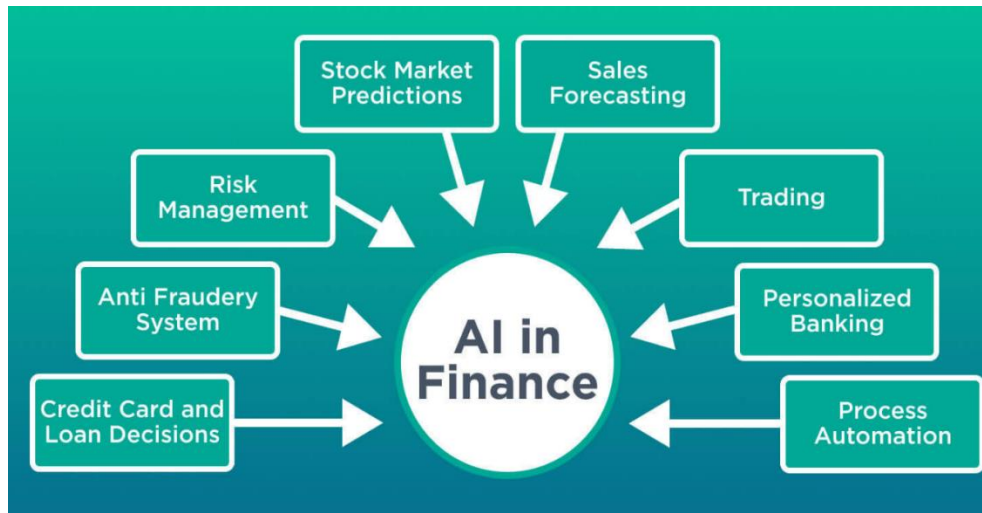 Stock Market
Predictions
Sales
Forecasting
Risk
Management
Trading
Anti Fraudery
System
Personalized
Banking
AI in
Finance
Credit Card and
Loan Decisions
Process
Automation